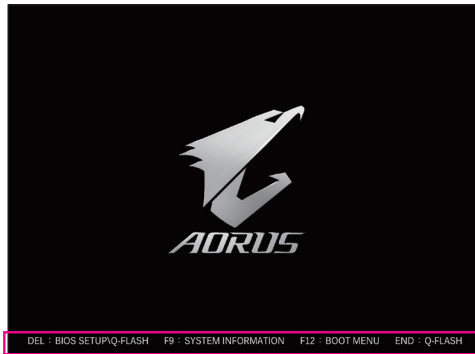 AORUS
DEL : BIOS SETUP\Q-FLASH F9 : SYSTEM INFORMATION F12 : BOOT MENU END : Q-FLASH